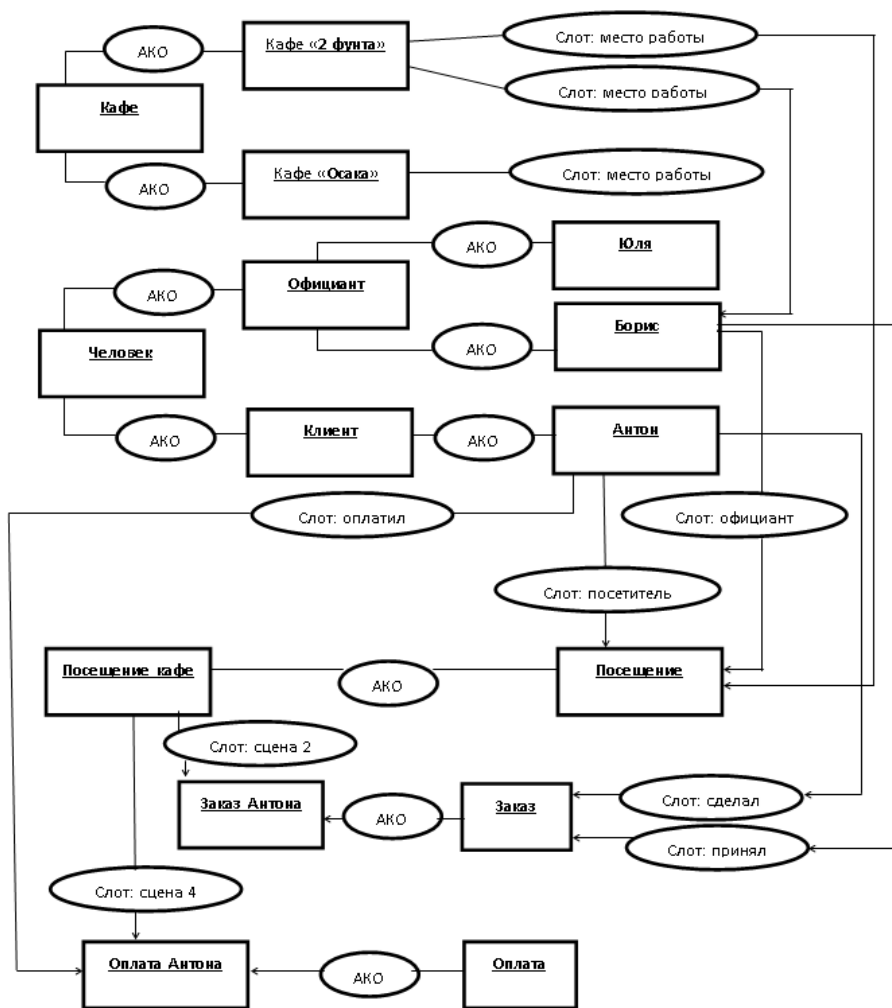 АКО
Кафе «2 фунта»
Слот: место работы
Слот: место работы
Кафе
АКО
Кафе «Осака»
Слот: место работы
АКО
Юля
АКО
Официант
Человек
АКО
Борис
АКО
Клиент
АКО
Антон
Слот: оплатил
Слот: официант
Слот: посетитель
Посещение кафе
АКО
Посещение
Слот: сцена 2
Заказ Антона
АКО
Заказ
Слот: сделал
Слот: принял
Слот: сцена 4
Оплата Антона
АКО
Оплата